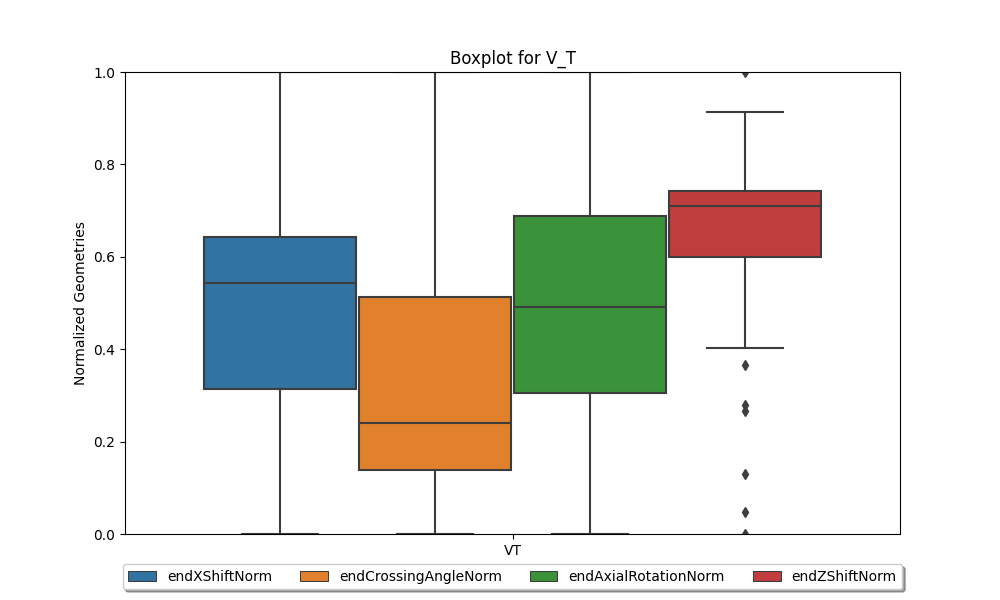 Boxplot for V_T
1.0
0.8
0.6
0.4
0.2
0.0
Normalized Geometries
VT
endXShiftNorm endCrossingAngleNorm endAxialRotationNorm endZShiftNorm